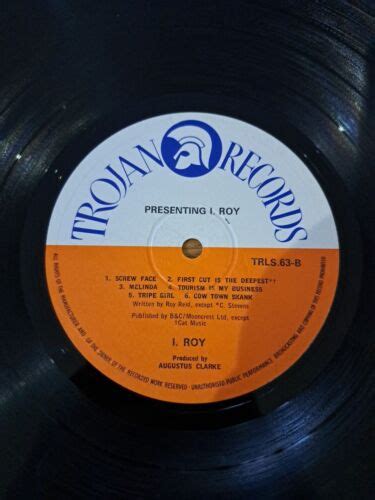 TROJAN RECORDS
PRESENTING I. ROY
TRLS.63-B
1. SCREW FACE 2. FIRST CUT IS THE DEEPEST*†
3. MELINDA 4. TOURISM IS MY BUSINESS
5. TRIPE GIRL 6. COW TOWN SKANK
Written by Roy Reid, except *C. Stevens
Published by B&C/Mooncrest Ltd, except
†Cat Music
I. ROY
Produced by
AUGUSTUS CLARKE
ALL RIGHTS OF THE MANUFACTURER AND OF THE OWNER OF THE RECORDED WORK RESERVED · UNAUTHORISED PUBLIC PERFORMANCE, BROADCASTING AND COPYING OF THIS RECORD PROHIBITED